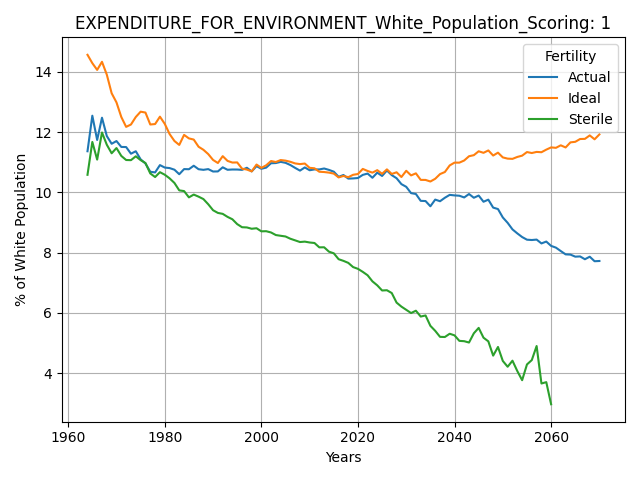 EXPENDITURE_FOR_ENVIRONMENT_White_Population_Scoring: 1
Fertility
Actual
Ideal
Sterile
% of White Population
14
12
10
8
6
4
1960
1980
2000
2020
2040
2060
Years